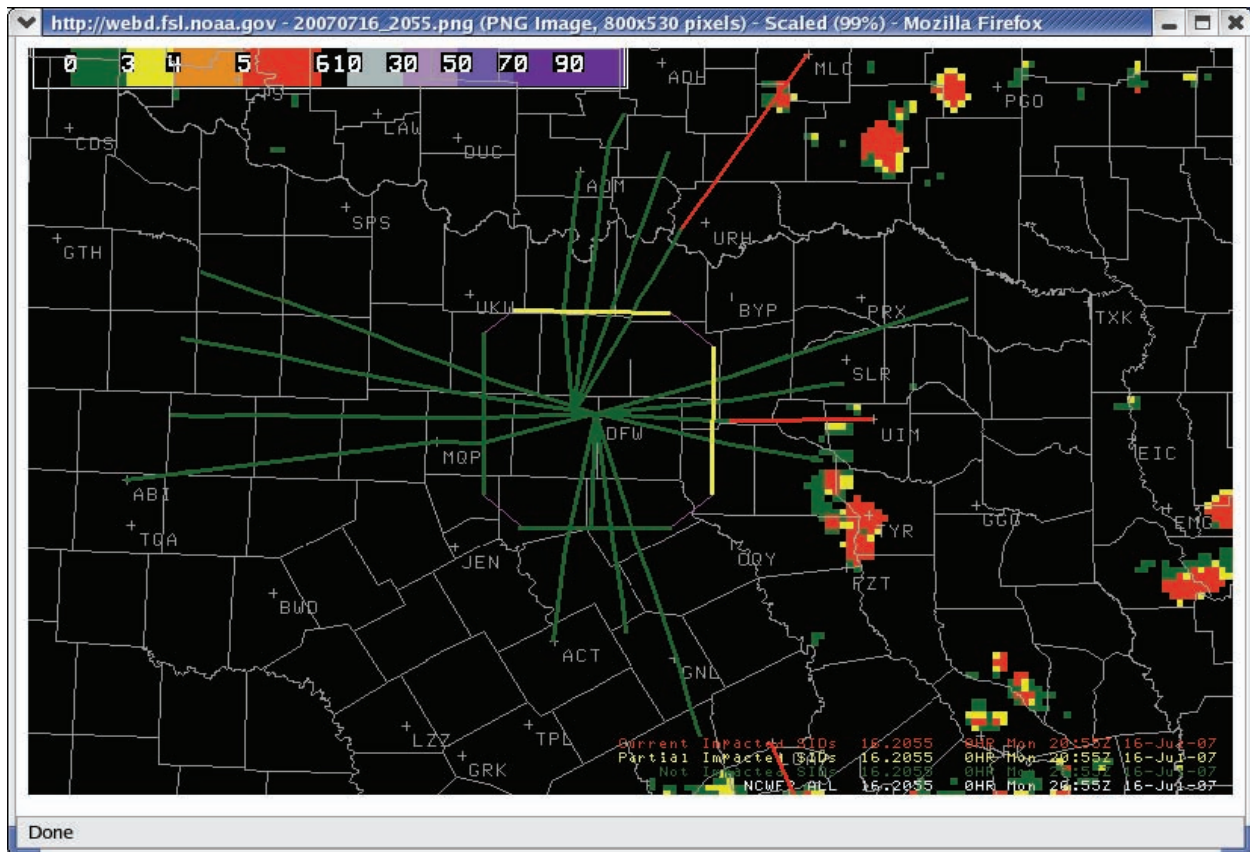 http://webd.fsl.noaa.gov - 20070716_2055.png (PNG Image, 800x530 pixels) - Scaled (99%) - Mozilla Firefox
0 3 4 5 610 30 50 70 90
ADH
MLC
PGO
CDS
LAW
DUC
ADM
SPS
URH
GTH
UKW
BYP
PRX
TXK
SLR
DFW
UIM
MQP
EIC
ABI
TQA
GGG
EMG
TYR
JEN
CQY
PZT
BWD
ACT
GNL
LZZ
TPL
GRK
Current Impacted SIDs 16.2055 0HR Mon 20:55Z 16-Jul-07
Partial Impacted SIDs 16.2055 0HR Mon 20:55Z 16-Jul-07
Not Impacted SIDs 16.2055 0HR Mon 20:55Z 16-Jul-07
NCWF2 ALL 16.2055 0HR Mon 20:55Z 16-Jul-07
Done